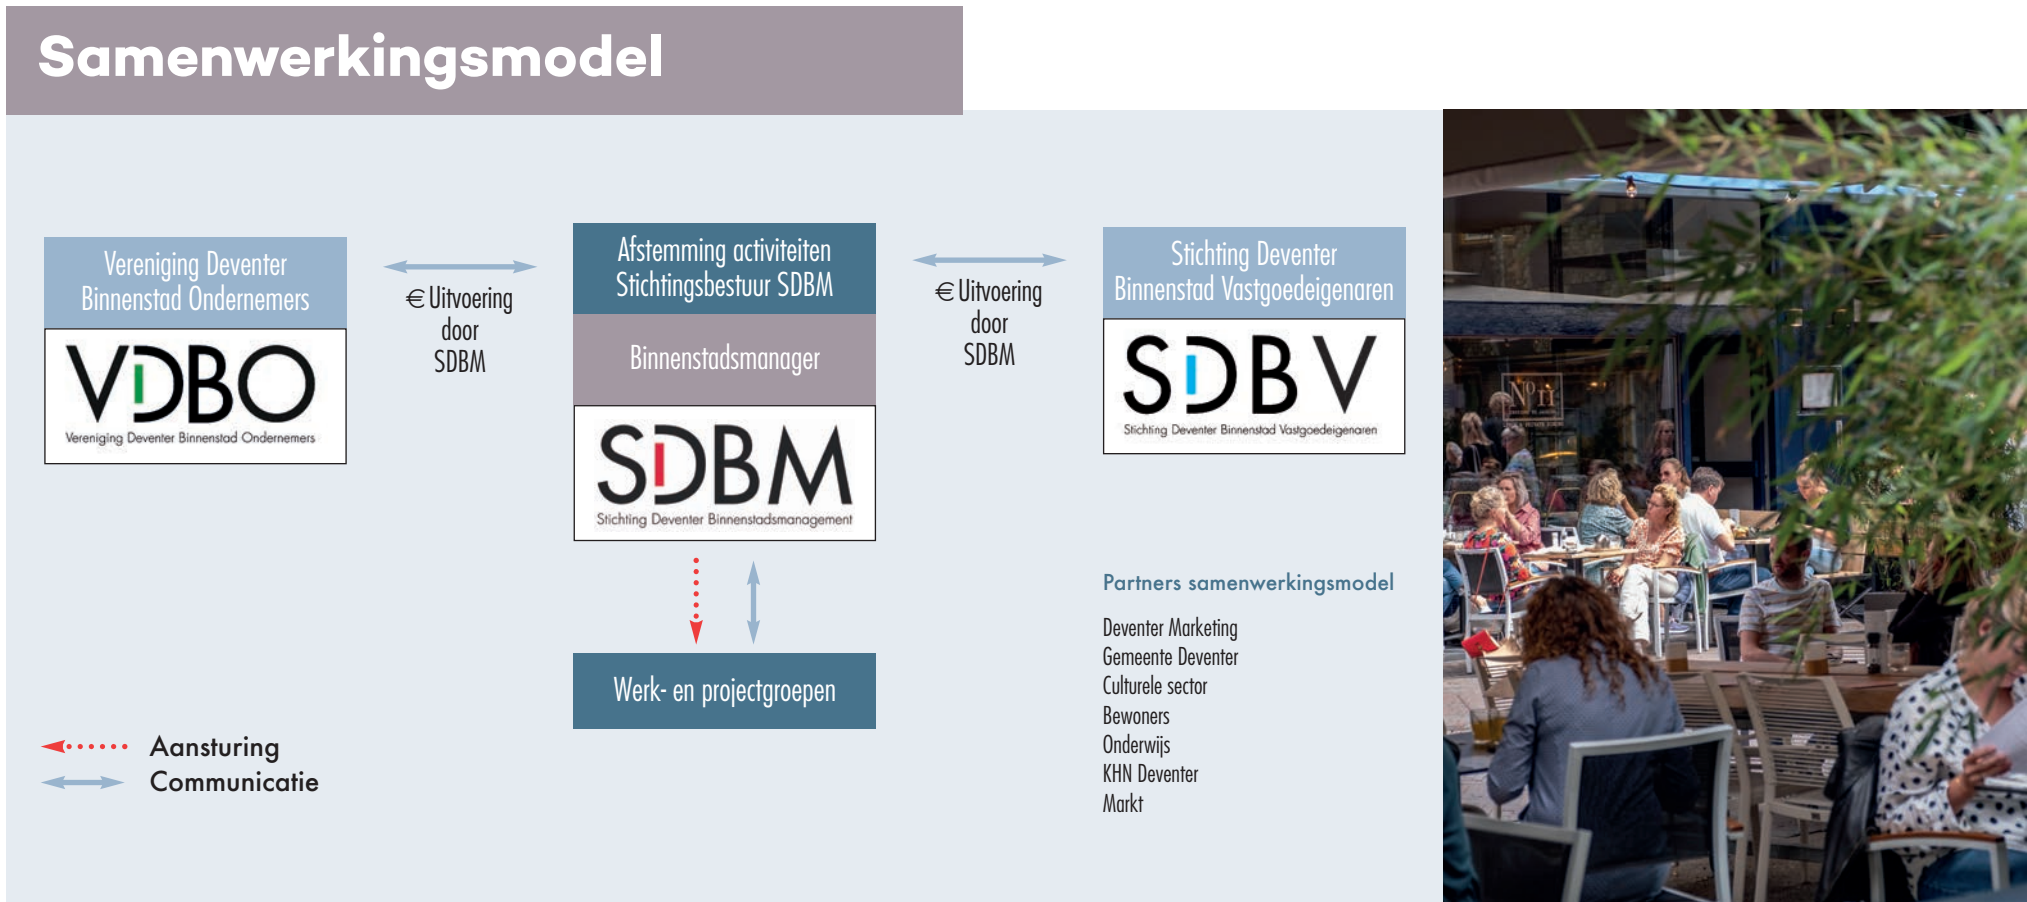 Samenwerkingsmodel
Vereniging Deventer
Binnenstad Ondernemers
VDBO
Vereniging Deventer Binnenstad Ondernemers
€ Uitvoering
door
SDBM
Afstemming activiteiten
Stichtingsbestuur SDBM
Binnenstadsmanager
SDBM
Stichting Deventer Binnenstadsmanagement
€ Uitvoering
door
SDBM
Stichting Deventer
Binnenstad Vastgoedeigenaren
SDBV
Stichting Deventer Binnenstad Vastgoedeigenaren
Werk- en projectgroepen
Aansturing
Communicatie
Partners samenwerkingsmodel
Deventer Marketing
Gemeente Deventer
Culturele sector
Bewoners
Onderwijs
KHN Deventer
Markt
No 11